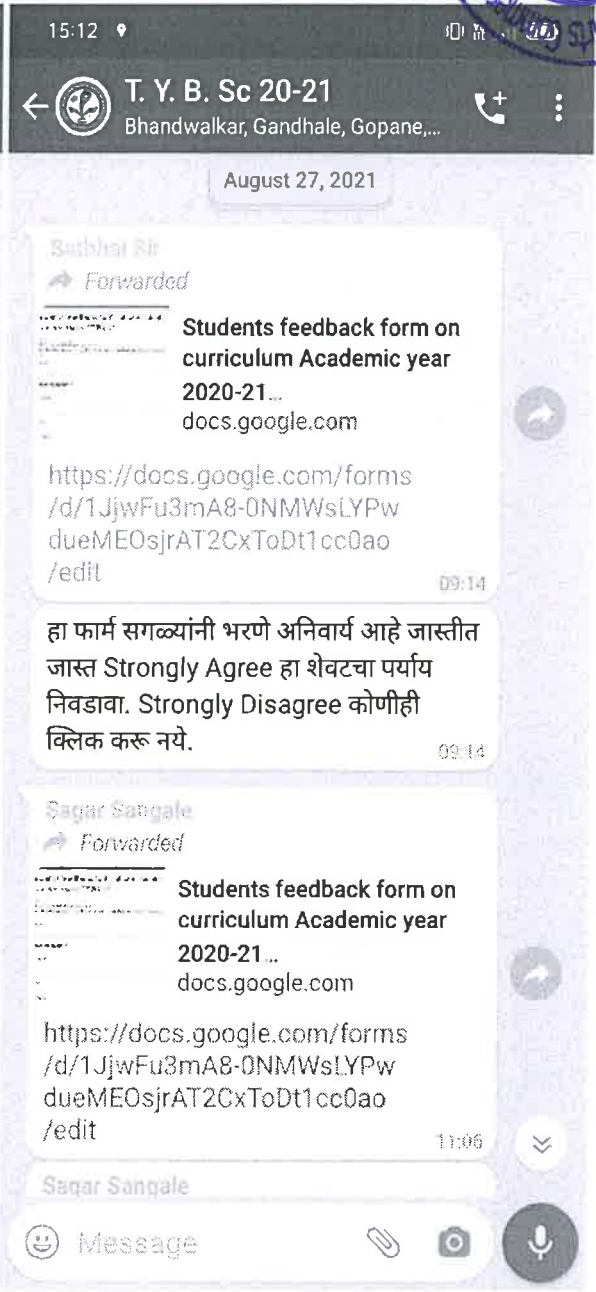 15:12
T. Y. B. Sc 20-21
Bhandwalkar, Gandhale, Gopane,...
August 27, 2021
Forwarded
Students feedback form on
curriculum Academic year
2020-21...
docs.google.com
https://docs.google.com/forms
/d/1JjwFu3mA8-0NMWsLYPw
dueMEOsjrAT2CxToDt1cc0ao
/edit
09:14
हा फार्म सगळ्यांनी भरणे अनिवार्य आहे जास्तीत
जास्त Strongly Agree हा शेवटचा पर्याय
निवडावा. Strongly Disagree कोणीही
क्लिक करू नये.
09:14
Sagar Sangale
Forwarded
Students feedback form on
curriculum Academic year
2020-21...
docs.google.com
https://docs.google.com/forms
/d/1JjwFu3mA8-0NMWsLYPw
dueMEOsjrAT2CxToDt1cc0ao
/edit
11:06
Sagar Sangale
Message